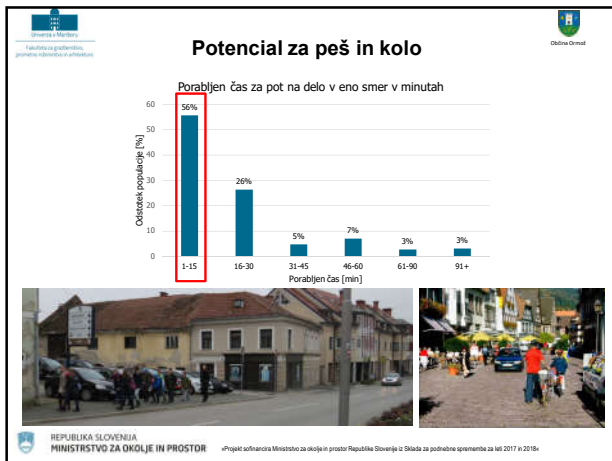 Univerza v Mariboru
Fakulteta za gradbeništvo,
prometno inženirstvo in arhitekturo
Potencial za peš in kolo
Občina Ormož
Porabljen čas za pot na delo v eno smer v minutah
Odstotek populacije [%]
60
50
40
30
20
10
0
56%
26%
5%
7%
3%
3%
1-15
16-30
31-45
46-60
61-90
91+
Porabljen čas [min]
REPUBLIKA SLOVENIJA
MINISTRSTVO ZA OKOLJE IN PROSTOR
»Projekt sofinancira Ministrstvo za okolje in prostor Republike Slovenije iz Sklada za podnebne spremembe za leti 2017 in 2018«